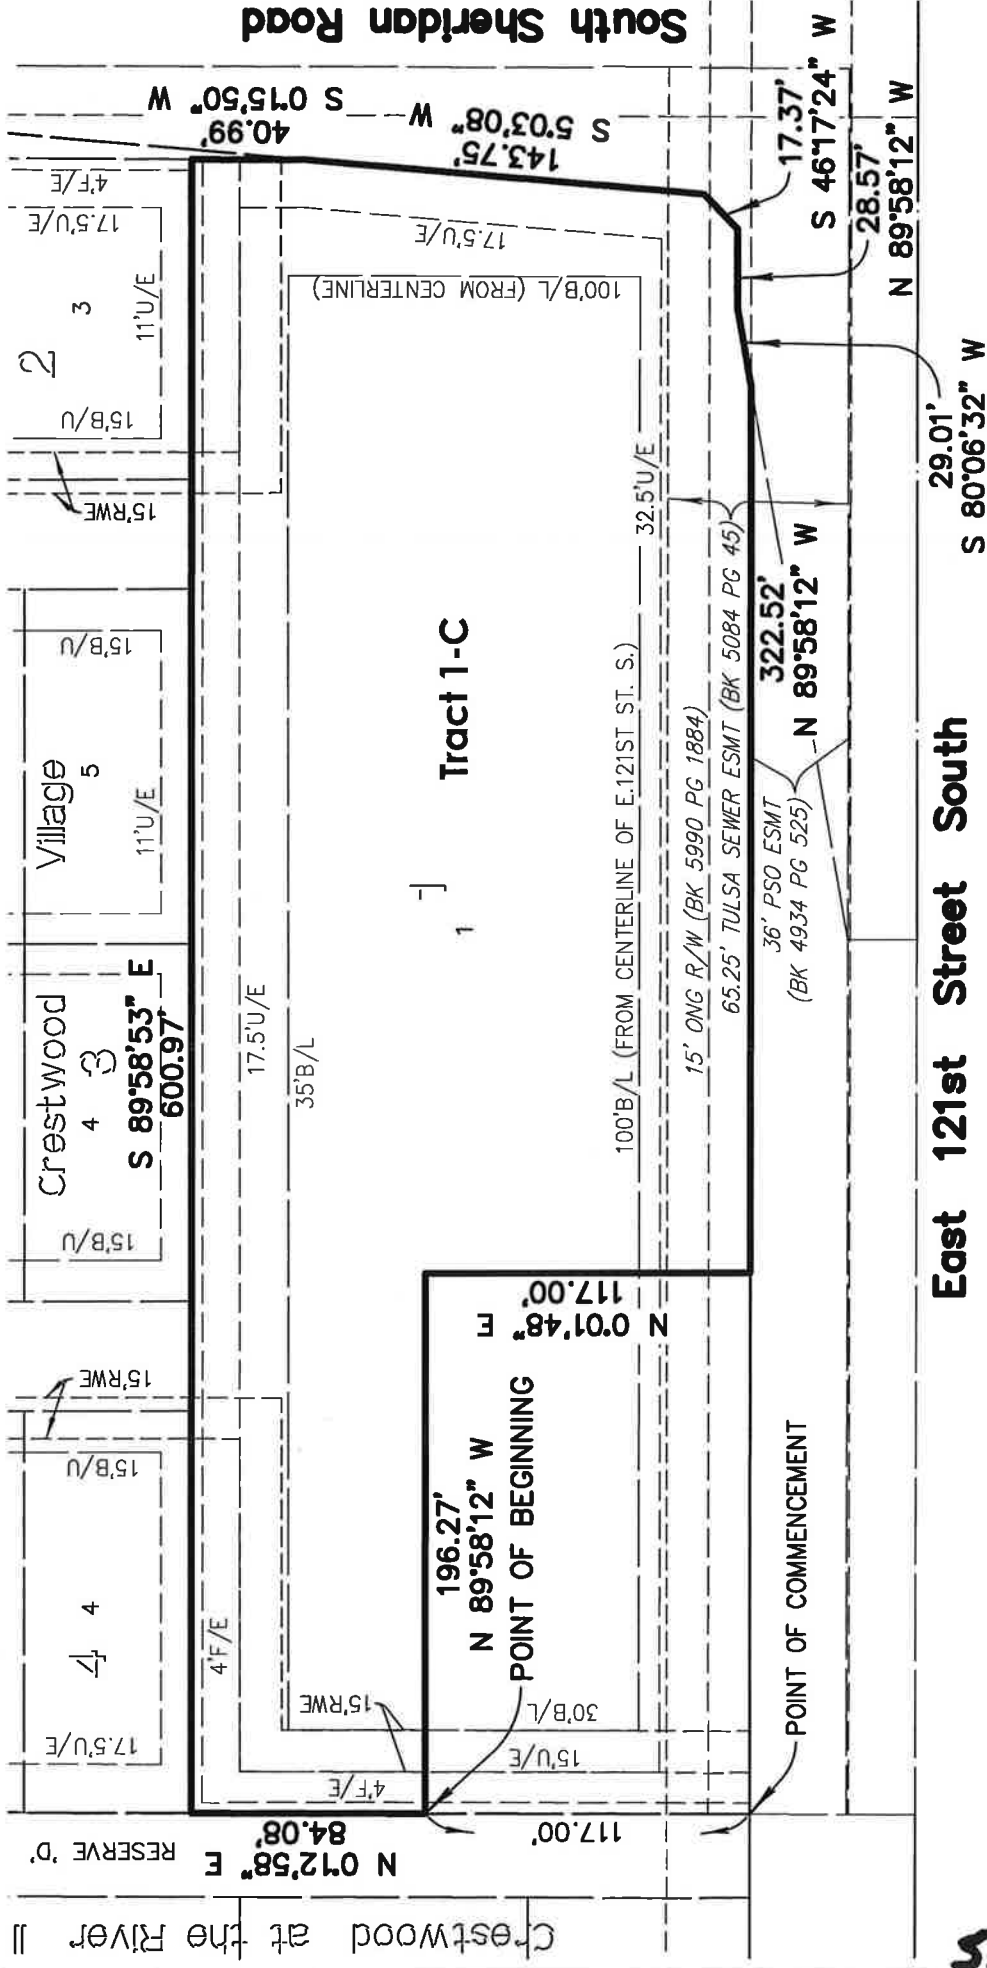 South Sheridan Road
S 0°15'50" W
40.99'
S 5°03'08" W
143.75'
17.37'
S 46°17'24" W
28.57'
N 89°58'12" W
29.01'
S 80°06'32" W
4'F/E
17.5'U/E
3
2
11'U/E
15'B/U
15'RWE
17.5'U/E
100'B/L (FROM CENTERLINE)
32.5'U/E
15'B/U
Village
5
11'U/E
Tract 1-C
1
1
322.52'
N 89°58'12" W
100'B/L (FROM CENTERLINE OF E.121ST ST. S.)
15' ONG R/W (BK 5990 PG 1884)
65.25' TULSA SEWER ESMT (BK 5084 PG 45)
36' PSO ESMT
(BK 4934 PG 525)
Crestwood
4
3
S 89°58'53" E
600.97'
17.5'U/E
35'B/L
15'B/U
N 0°01'48" E
117.00'
15'RWE
15'B/U
4
4
17.5'U/E
4'F/E
196.27'
N 89°58'12" W
POINT OF BEGINNING
15'RWE
30'B/L
15'U/E
4'F/E
POINT OF COMMENCEMENT
117.00'
RESERVE 'D'
N 0°12'58" E
84.08'
Crestwood at the River II
East 121st Street South